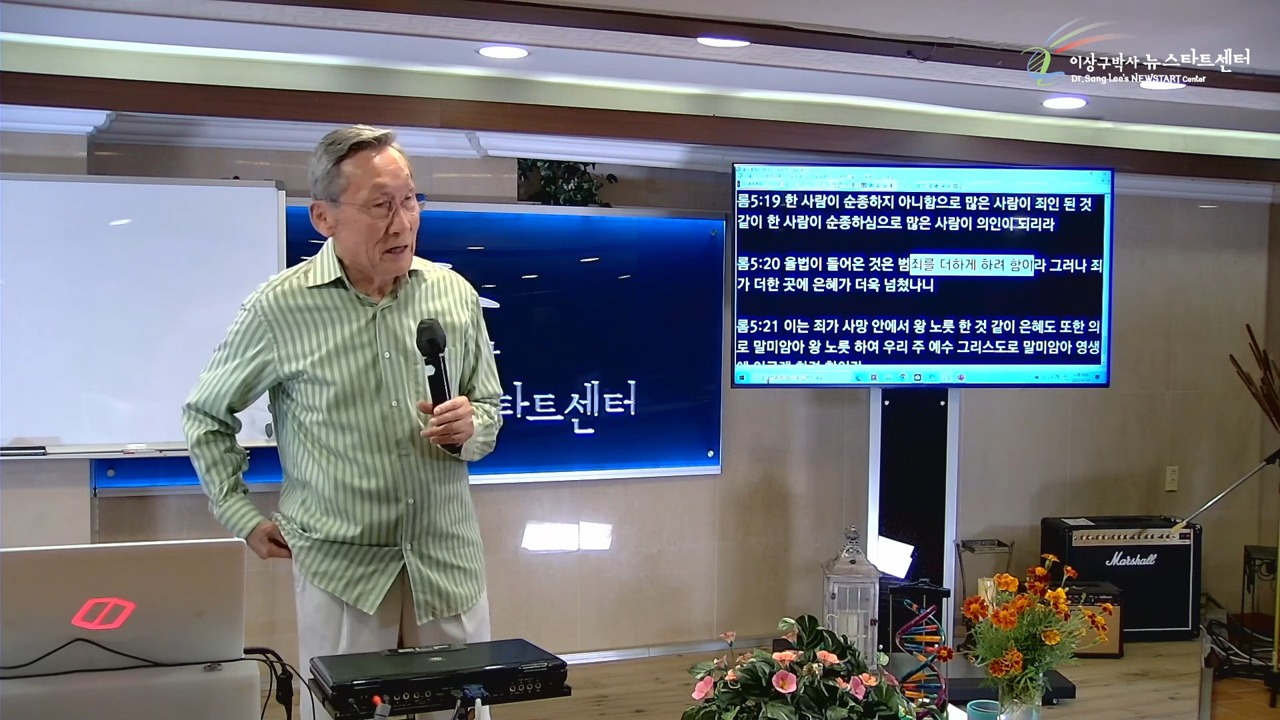 이상구박사 뉴스타트센터
Dr. Sang Lee's NEWSTART Center
롬5:19 한 사람이 순종하지 아니함으로 많은 사람이 죄인 된 것
같이 한 사람이 순종하심으로 많은 사람이 의인이 되리라
롬5:20 율법이 들어온 것은 범죄를 더하게 하려 함이라 그러나 죄
가 더한 곳에 은혜가 더욱 넘쳤나니
롬5:21 이는 죄가 사망 안에서 왕 노릇 한 것 같이 은혜도 또한 의
로 말미암아 왕 노릇 하여 우리 주 예수 그리스도로 말미암아 영생
타트센터
Marshall